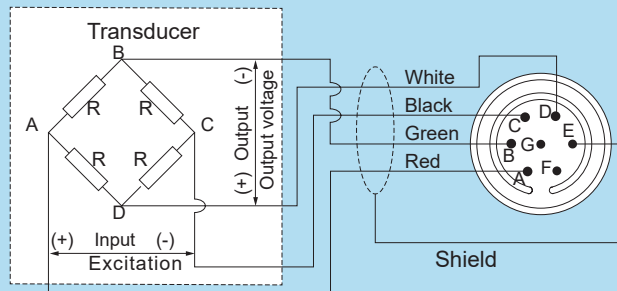 Transducer
B
(-)
White
R
R
Output
Output voltage
Black
D
A
C
C
E
Green
B
G
R
R
Red
(+)
A
F
D
(+) Input (-)
Excitation
Shield